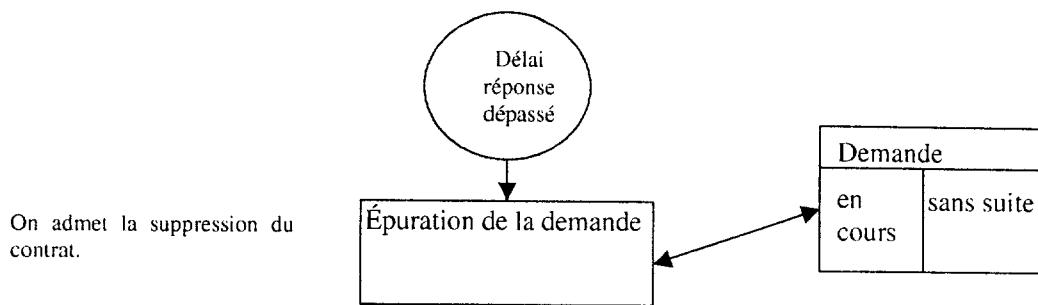 Délai
réponse
dépassé
Demande
en
cours
sans suite
Épuration de la demande
On admet la suppression du
contrat.